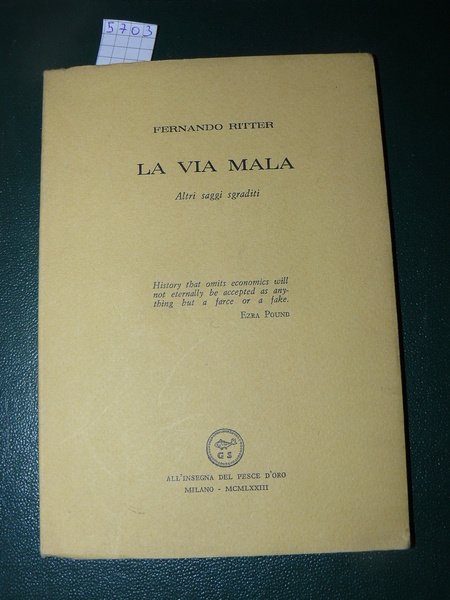 5703
FERNANDO RITTER
LA VIA MALA
Altri saggi sgraditi
History that omits economics will
not eternally be accepted as any-
thing but a farce or a fake.
EZRA POUND
G S
ALL'INSEGNA DEL PESCE D'ORO
MILANO - MCMLXXIII